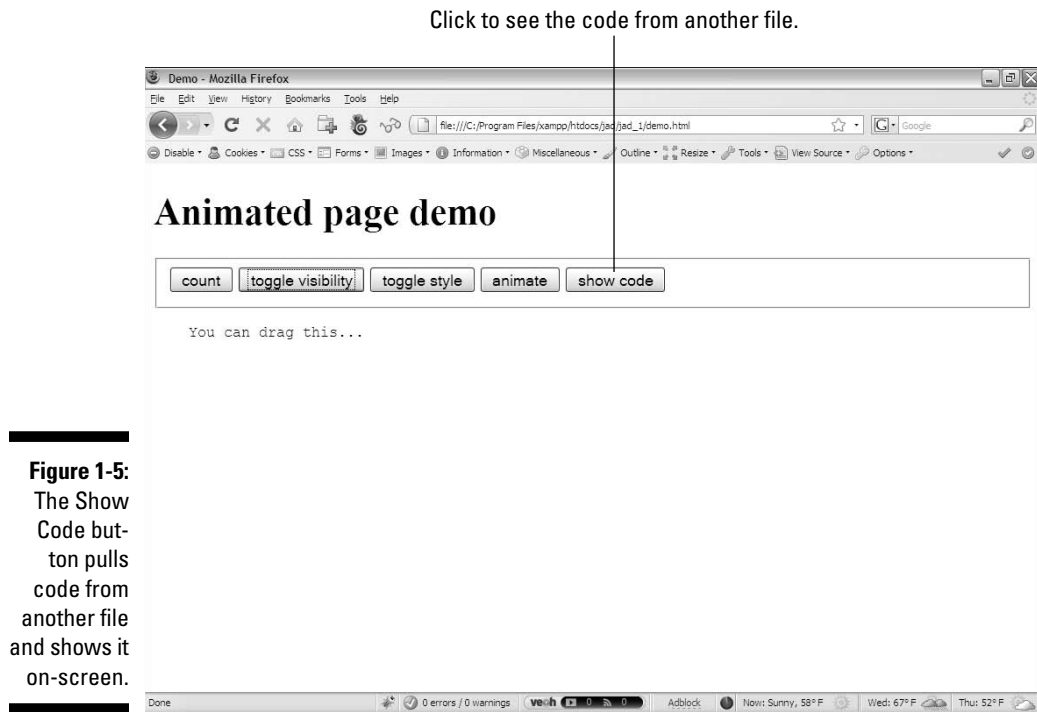 Click to see the code from another file.
Demo - Mozilla Firefox
File Edit View History Bookmarks Tools Help
file:///C:/Program Files/xampp/htdocs/jad/jad_1/demo.html
G Google
Disable Cookies CSS Forms Images Information Miscellaneous Outline Resize Tools View Source Options
Animated page demo
count toggle visibility toggle style animate show code
You can drag this...
Figure 1-5:
The Show
Code but-
ton pulls
code from
another file
and shows it
on-screen.
Done 0 errors / 0 warnings veoh 0 0 Adblock Now: Sunny, 58° F Wed: 67° F Thu: 52° F